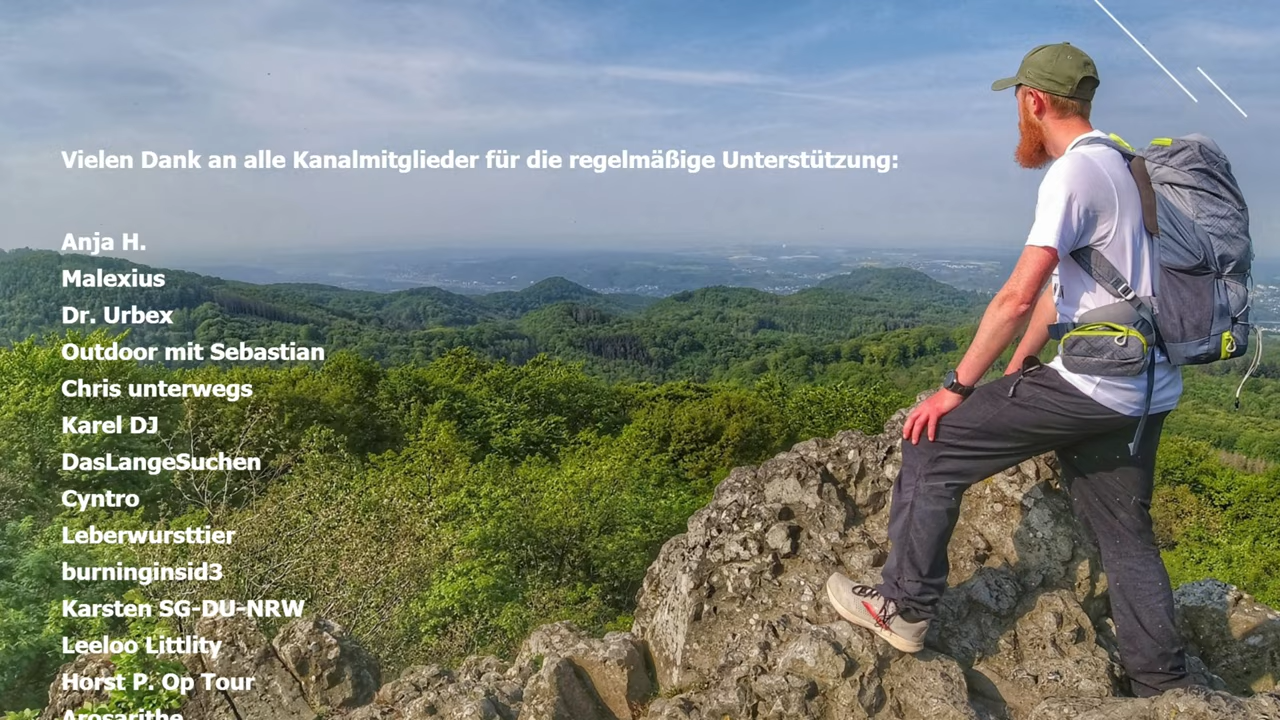 Vielen Dank an alle Kanalmitglieder für die regelmäßige Unterstützung:
Anja H.
Malexius
Dr. Urbex
Outdoor mit Sebastian
Chris unterwegs
Karel DJ
DasLangeSuchen
Cyntro
Leberwursttier
burninginsid3
Karsten SG-DU-NRW
Leeloo Littlity
Horst P. Op Tour
Arosarithe